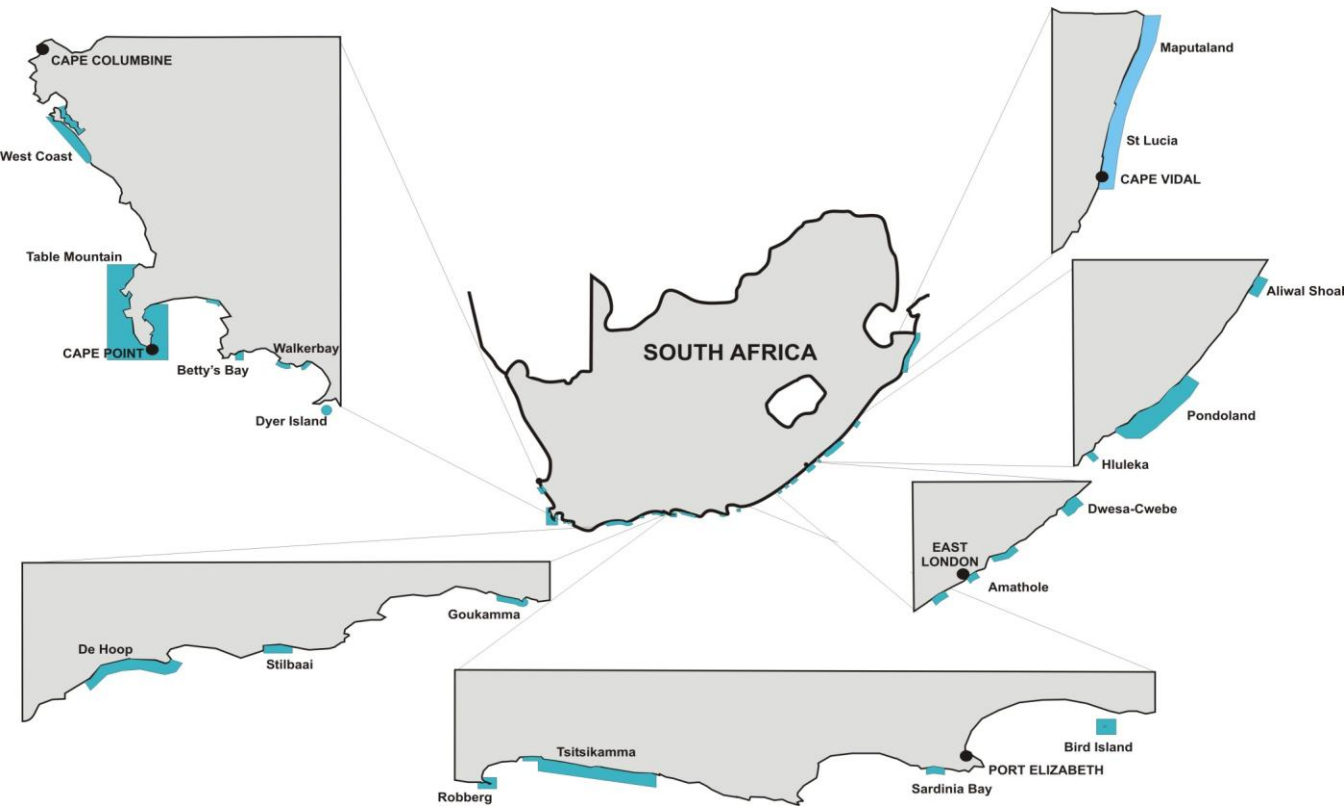 CAPE COLUMBINE
West Coast
Table Mountain
CAPE POINT
Betty's Bay
Walkerbay
Dyer Island
SOUTH AFRICA
Maputaland
St Lucia
CAPE VIDAL
Aliwal Shoal
Pondoland
Hluleka
Dwesa-Cwebe
EAST
LONDON
Amathole
De Hoop
Stilbaai
Goukamma
Tsitsikamma
Robberg
Bird Island
PORT ELIZABETH
Sardinia Bay